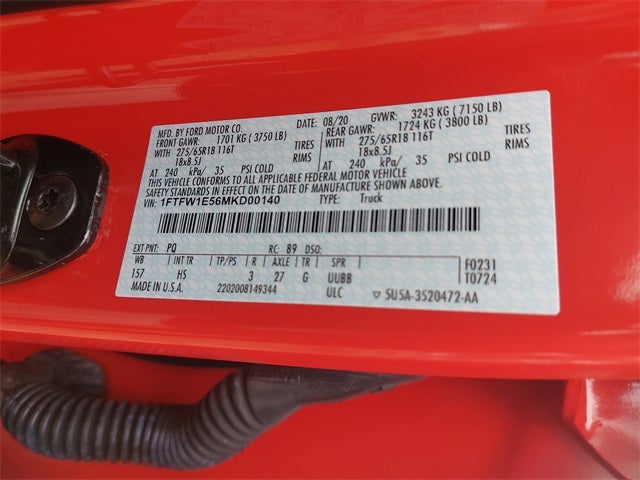 MFD. BY FORD MOTOR CO. DATE: 08/20 GVWR: 3243 KG ( 7150 LB)
FRONT GAWR: 1701 KG ( 3750 LB) REAR GAWR: 1724 KG ( 3800 LB)
WITH 275/65R18 116T TIRES WITH 275/65R18 116T TIRES
18x8.5J RIMS 18x8.5J RIMS
AT 240 kPa/ 35 PSI COLD AT 240 kPa/ 35 PSI COLD
THIS VEHICLE CONFORMS TO ALL APPLICABLE FEDERAL MOTOR VEHICLE
SAFETY STANDARDS IN EFFECT ON THE DATE OF MANUFACTURE SHOWN ABOVE.
VIN: 1FTFW1E56MKD00140 TYPE: Truck
EXT PNT: PQ RC: 89 DSO: F0231
WB INT TR TP/PS R AXLE TR SPR T0724
157 HS 3 27 G UUBB
MADE IN U.S.A. 2202008149344 ULC ▽ 5U5A-3520472-AA